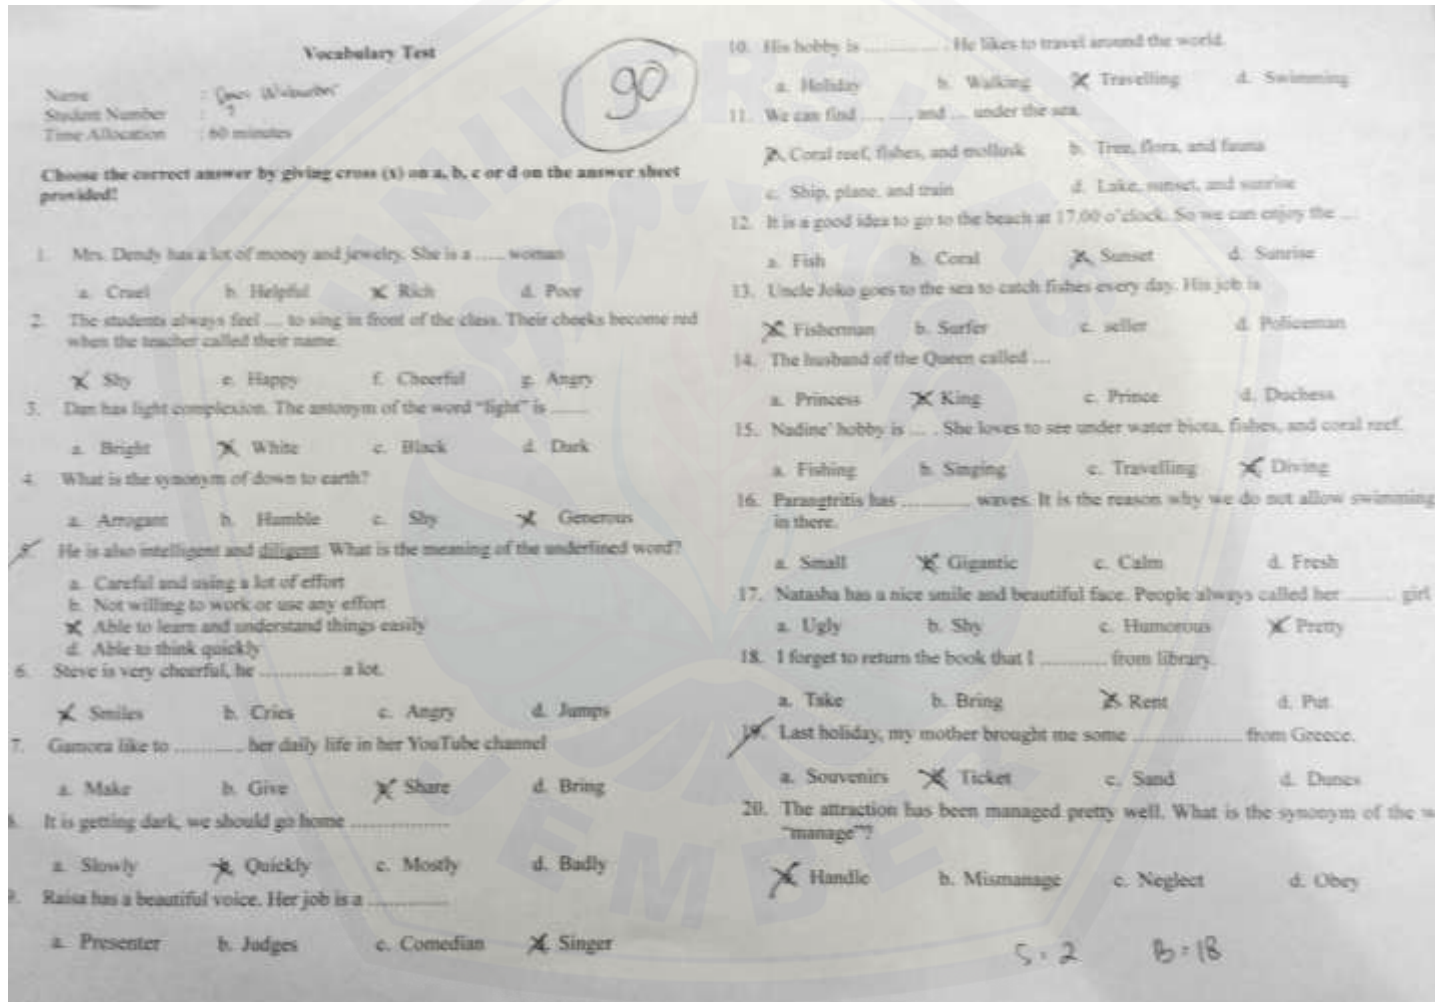 Vocabulary Test
Name :
Student Number :
Time Allocation : 60 minutes
90
Choose the correct answer by giving cross (x) on a, b, c or d on the answer sheet
provided!
1. Mrs. Dendy has a lot of money and jewelry. She is a ..... woman
a. Cruel b. Helpful c. Rich d. Poor
2. The students always feel .... to sing in front of the class. Their cheeks become red
when the teacher called their name.
Shy e. Happy f. Cheerful g. Angry
3. Dan has light complexion. The antonym of the word "light" is ......
a. Bright White c. Black d. Dark
4. What is the synonym of down to earth?
a. Arrogant b. Humble c. Shy Generous
5. He is also intelligent and diligent. What is the meaning of the underlined word?
a. Careful and using a lot of effort
b. Not willing to work or use any effort
Able to learn and understand things easily
d. Able to think quickly
6. Steve is very cheerful, he .............. a lot.
Smiles b. Cries c. Angry d. Jumps
7. Gamora like to ............ her daily life in her YouTube channel
a. Make b. Give Share d. Bring
It is getting dark, we should go home .................
a. Slowly Quickly c. Mostly d. Badly
Raisa has a beautiful voice. Her job is a ..............
a. Presenter b. Judges c. Comedian Singer
10. His hobby is .............. . He likes to travel around the world.
a. Holiday b. Walking Travelling d. Swimming
11. We can find ...., ...., and .... under the sea.
Coral reef, fishes, and mollusk b. Tree, flora, and fauna
c. Ship, plane, and train d. Lake, sunset, and sunrise
12. It is a good idea to go to the beach at 17.00 o'clock. So we can enjoy the ....
a. Fish b. Coral Sunset d. Sunrise
13. Uncle Joko goes to the sea to catch fishes every day. His job is
Fisherman b. Surfer c. seller d. Policeman
14. The husband of the Queen called ....
a. Princess King c. Prince d. Duchess
15. Nadine' hobby is .... . She loves to see under water biota, fishes, and coral reef.
a. Fishing b. Singing c. Travelling Diving
16. Parangtritis has ............ waves. It is the reason why we do not allow swimming
in there.
a. Small Gigantic c. Calm d. Fresh
17. Natasha has a nice smile and beautiful face. People always called her ......... girl
a. Ugly b. Shy c. Humorous Pretty
18. I forget to return the book that I ............ from library.
a. Take b. Bring Rent d. Put
19. Last holiday, my mother brought me some ................... from Greece.
a. Souvenirs Ticket c. Sand d. Dunes
20. The attraction has been managed pretty well. What is the synonym of the w
"manage"?
Handle b. Mismanage c. Neglect d. Obey
S = 2 B = 18
UNIVERSITAS
JEMBER